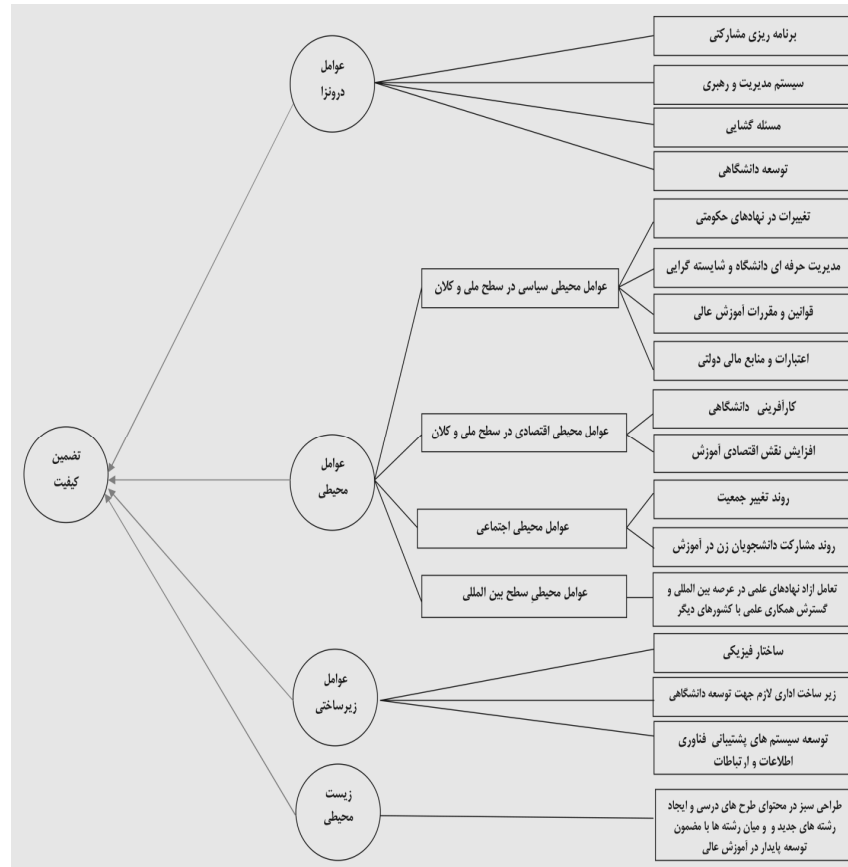 عوامل
درونزا
برنامه ریزی مشارکتی
سیستم مدیریت و رهبری
مسئله گشایی
توسعه دانشگاهی
تضمین
کیفیت
عوامل
محیطی
عوامل محیطی سیاسی در سطح ملی و کلان
تغییرات در نهادهای حکومتی
مدیریت حرفه ای دانشگاه و شایسته گرایی
قوانین و مقررات آموزش عالی
اعتبارات و منابع مالی دولتی
عوامل محیطی اقتصادی در سطح ملی و کلان
کارآفرینی دانشگاهی
افزایش نقش اقتصادی آموزش
عوامل محیطی اجتماعی
روند تغییر جمعیت
روند مشارکت دانشجویان زن در آموزش
عوامل محیطیِ سطح بین المللی
تعامل ازاد نهادهای علمی در عرصه بین المللی و
گسترش همکاری علمی با کشورهای دیگر
عوامل
زیرساختی
ساختار فیزیکی
زیر ساخت اداری لازم جهت توسعه دانشگاهی
توسعه سیستم های پشتیبانی فناوری
اطلاعات و ارتباطات
زیست
محیطی
طراحی سبز در محتوای طرح های درسی و ایجاد
رشته های جدید و و میان رشته ها با مضمون
توسعه پایدار در آموزش عالی